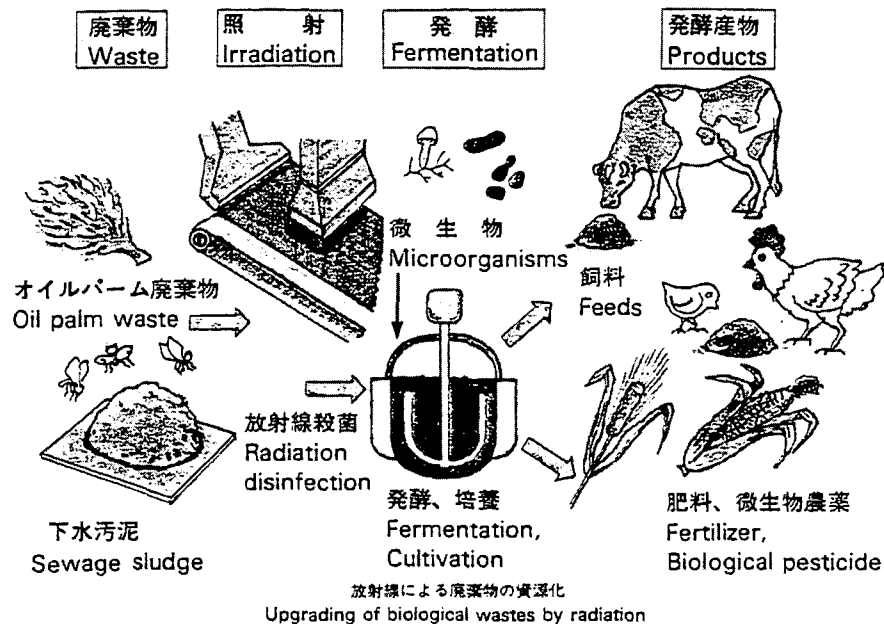 廃棄物
Waste
照　射
Irradiation
発　酵
Fermentation
発酵産物
Products
オイルパーム廃棄物
Oil palm waste
微 生 物
Microorganisms
飼料
Feeds
放射線殺菌
Radiation
disinfection
下水汚泥
Sewage sludge
発酵、培養
Fermentation,
Cultivation
肥料、微生物農薬
Fertilizer,
Biological pesticide
放射線による廃棄物の資源化
Upgrading of biological wastes by radiation